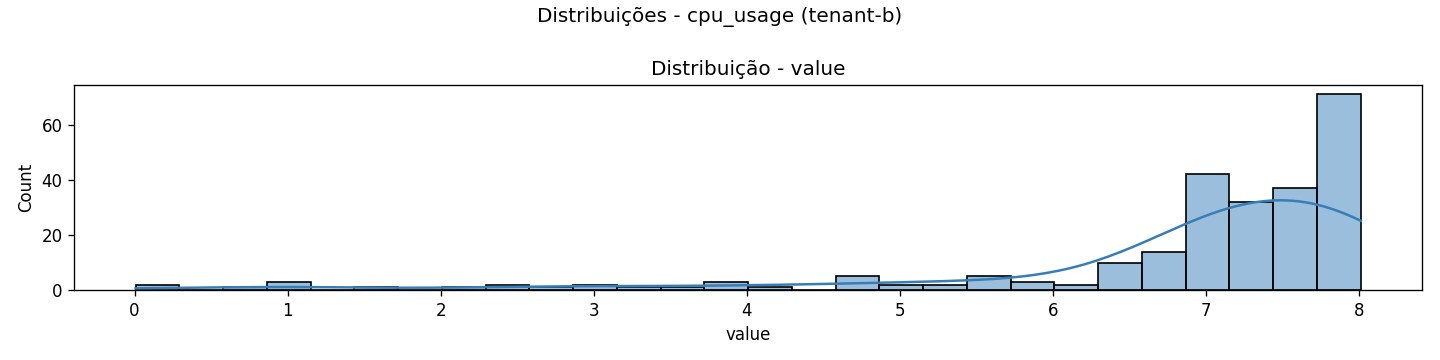 Distribuições - cpu_usage (tenant-b)
Distribuição - value
60
40
20
0
Count
0 1 2 3 4 5 6 7 8
value